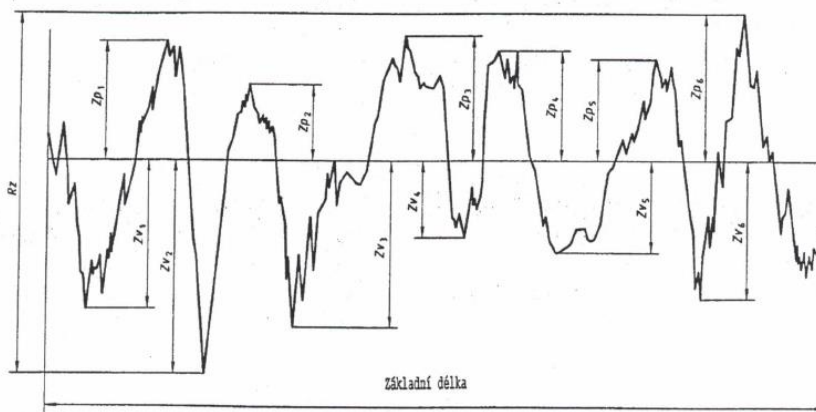 Zp₁
Zp₂
Zp₃
Zp₄
Zp₅
Zp₆
Rz
Zv₁
Zv₂
Zv₃
Zv₄
Zv₅
Zv₆
Základní délka